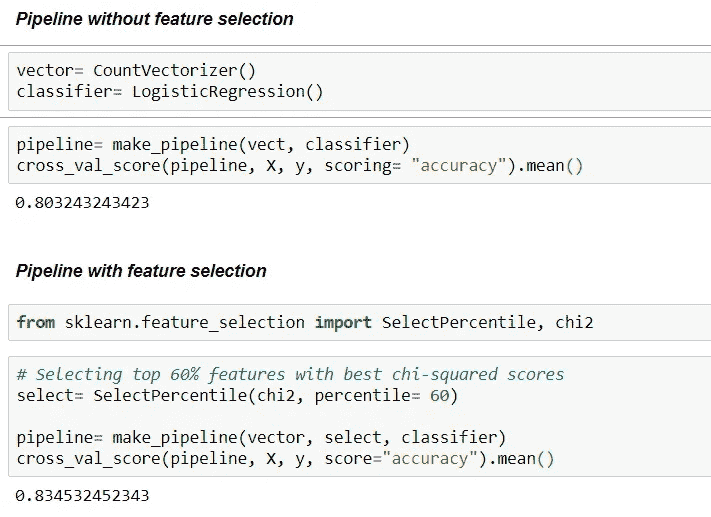 Pipeline without feature selection
vector= CountVectorizer()
classifier= LogisticRegression()
pipeline= make_pipeline(vect, classifier)
cross_val_score(pipeline, X, y, scoring= "accuracy").mean()
0.803243243423
Pipeline with feature selection
from sklearn.feature_selection import SelectPercentile, chi2
# Selecting top 60% features with best chi-squared scores
select= SelectPercentile(chi2, percentile= 60)
pipeline= make_pipeline(vector, select, classifier)
cross_val_score(pipeline, X, y, score="accuracy").mean()
0.834532452343